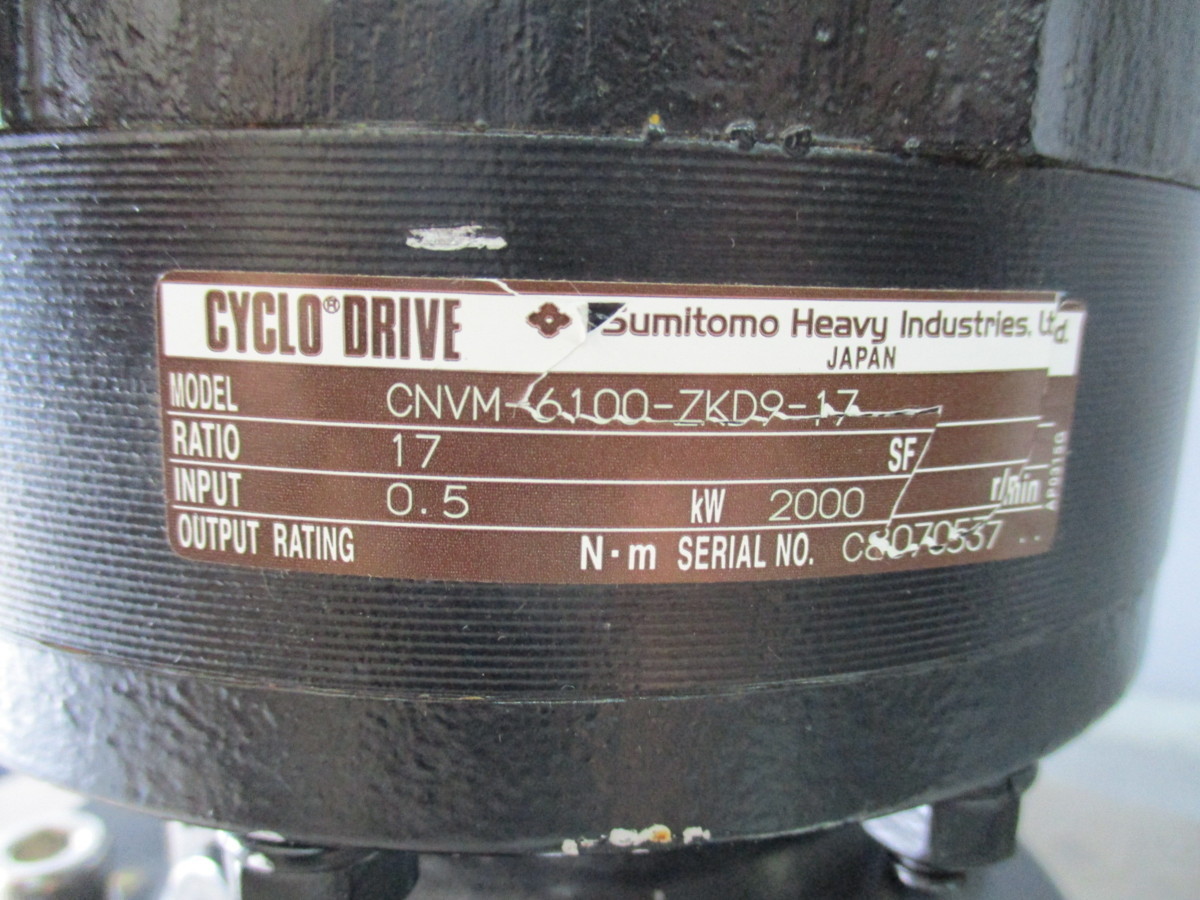 CYCLO® DRIVE Sumitomo Heavy Industries, Ltd.
JAPAN
MODEL CNVM-6100-ZKD9-17
RATIO 17 SF
INPUT 0.5 kW 2000 r/min
OUTPUT RATING N·m SERIAL NO. C8070537